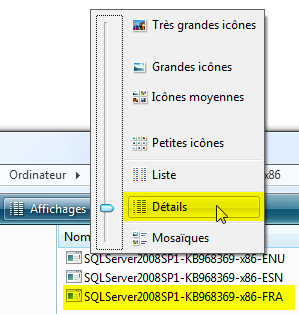 Très grandes icônes
Grandes icônes
Icônes moyennes
Petites icônes
Liste
Détails
Mosaïques
Ordinateur
x86
Affichages
Nom
SQLServer2008SP1-KB968369-x86-ENU
SQLServer2008SP1-KB968369-x86-ESN
SQLServer2008SP1-KB968369-x86-FRA